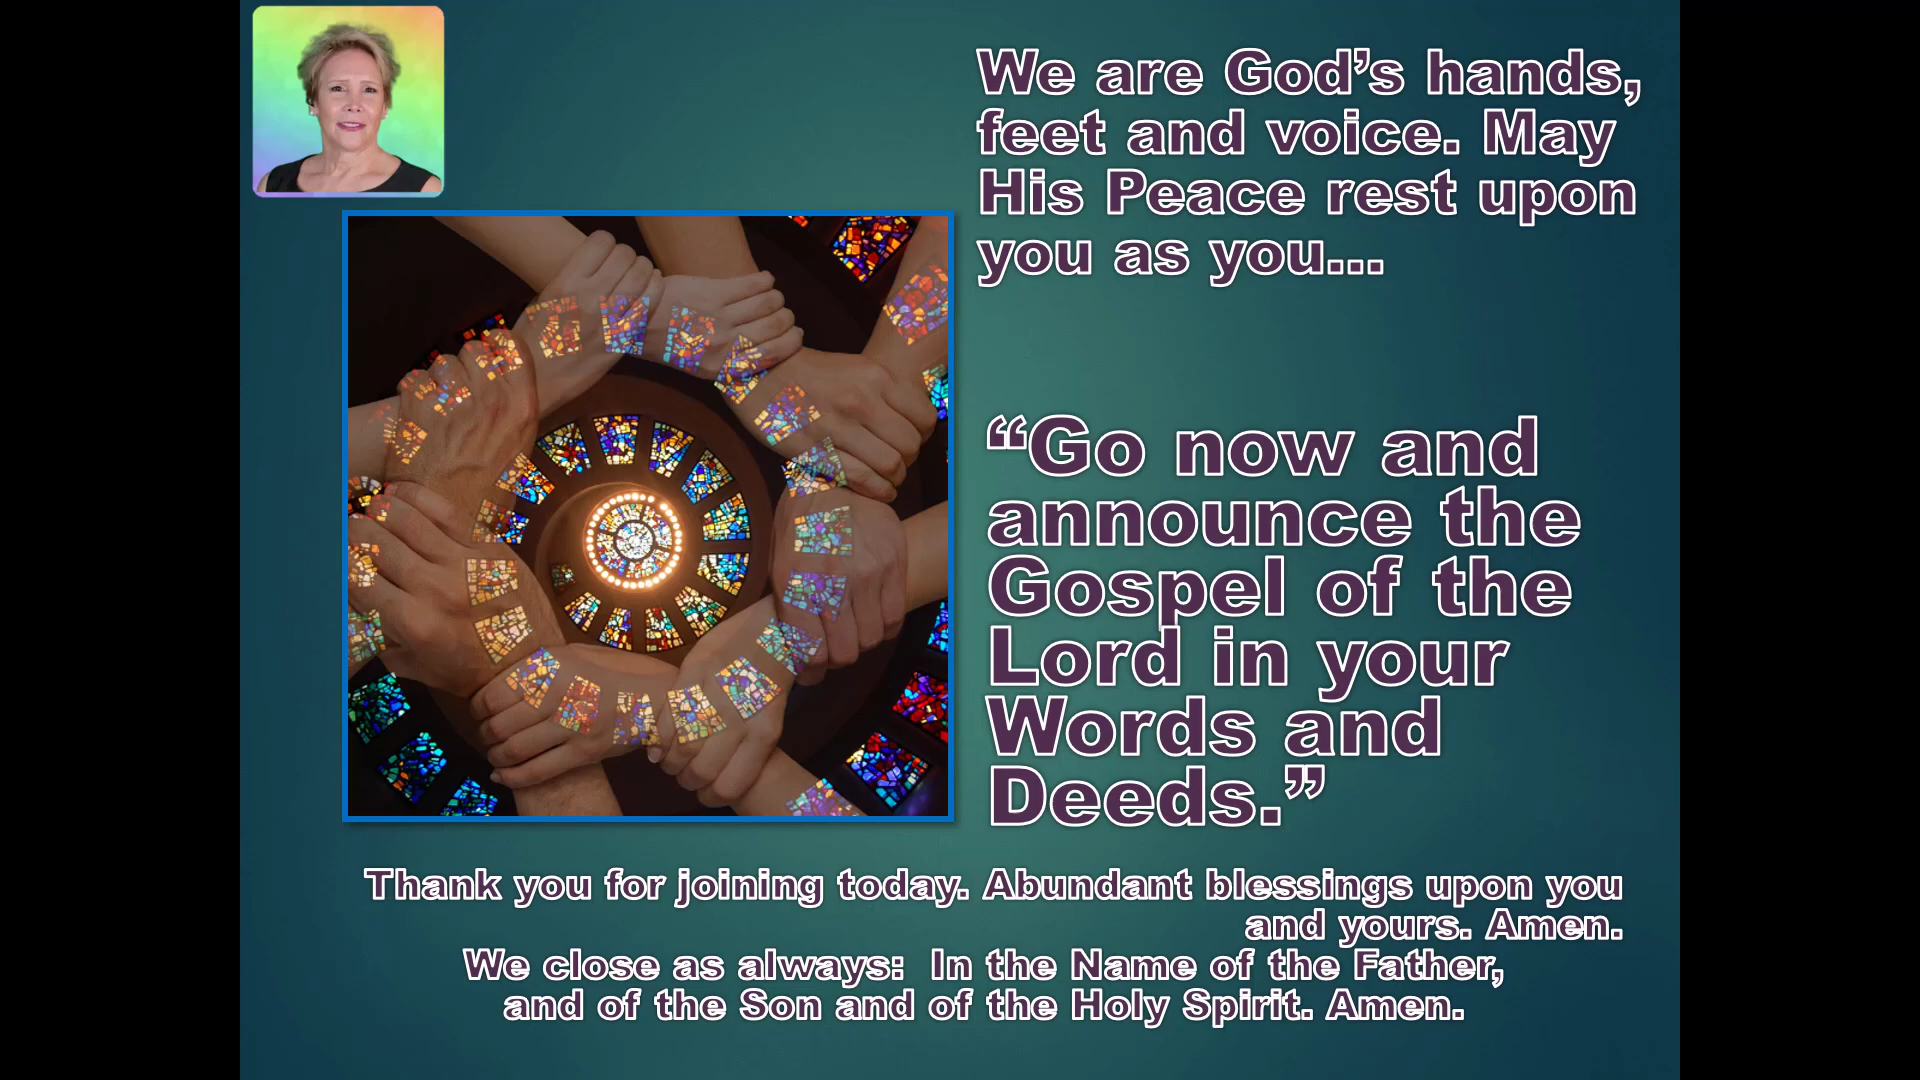 We are God’s hands,
feet and voice. May
His Peace rest upon
you as you...
“Go now and
announce the
Gospel of the
Lord in your
Words and
Deeds.”
Thank you for joining today. Abundant blessings upon you
and yours. Amen.
We close as always:  In the Name of the Father,
and of the Son and of the Holy Spirit. Amen.